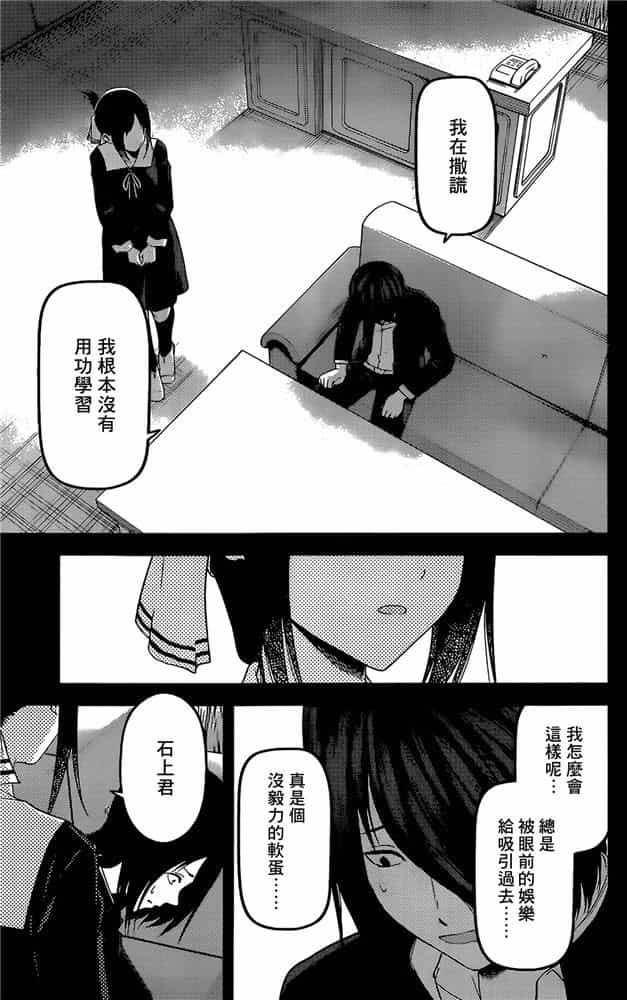 我在撒謊
我根本沒有
用功學習
我怎麼會
這樣呢…
總是
被眼前的娛樂
給吸引過去……
真是個
沒毅力的軟蛋……
石上君